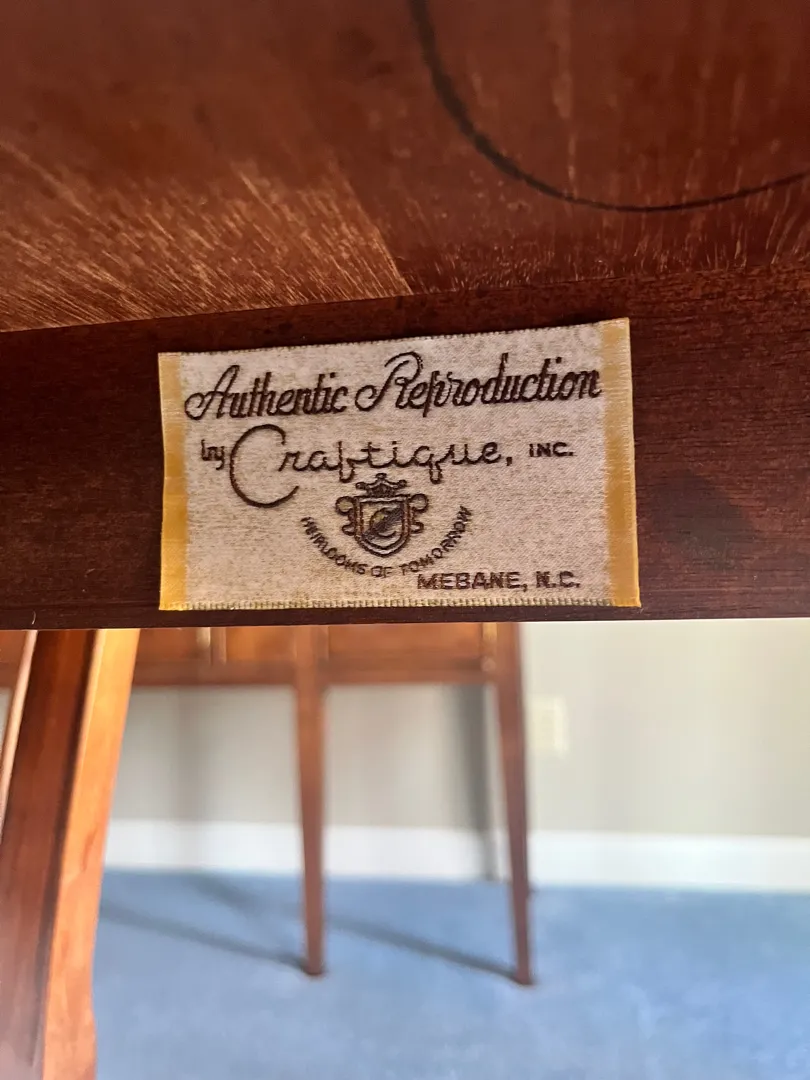 Authentic Reproduction
by Craftique, INC.
HEIRLOOMS OF TOMORROW
MEBANE, N.C.